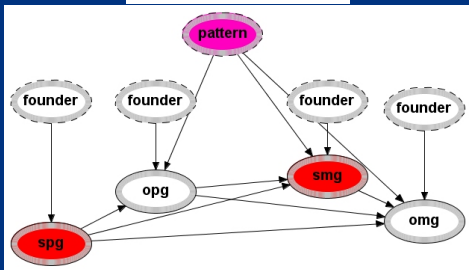 pattern
founder
founder
founder
founder
smg
opg
omg
spg